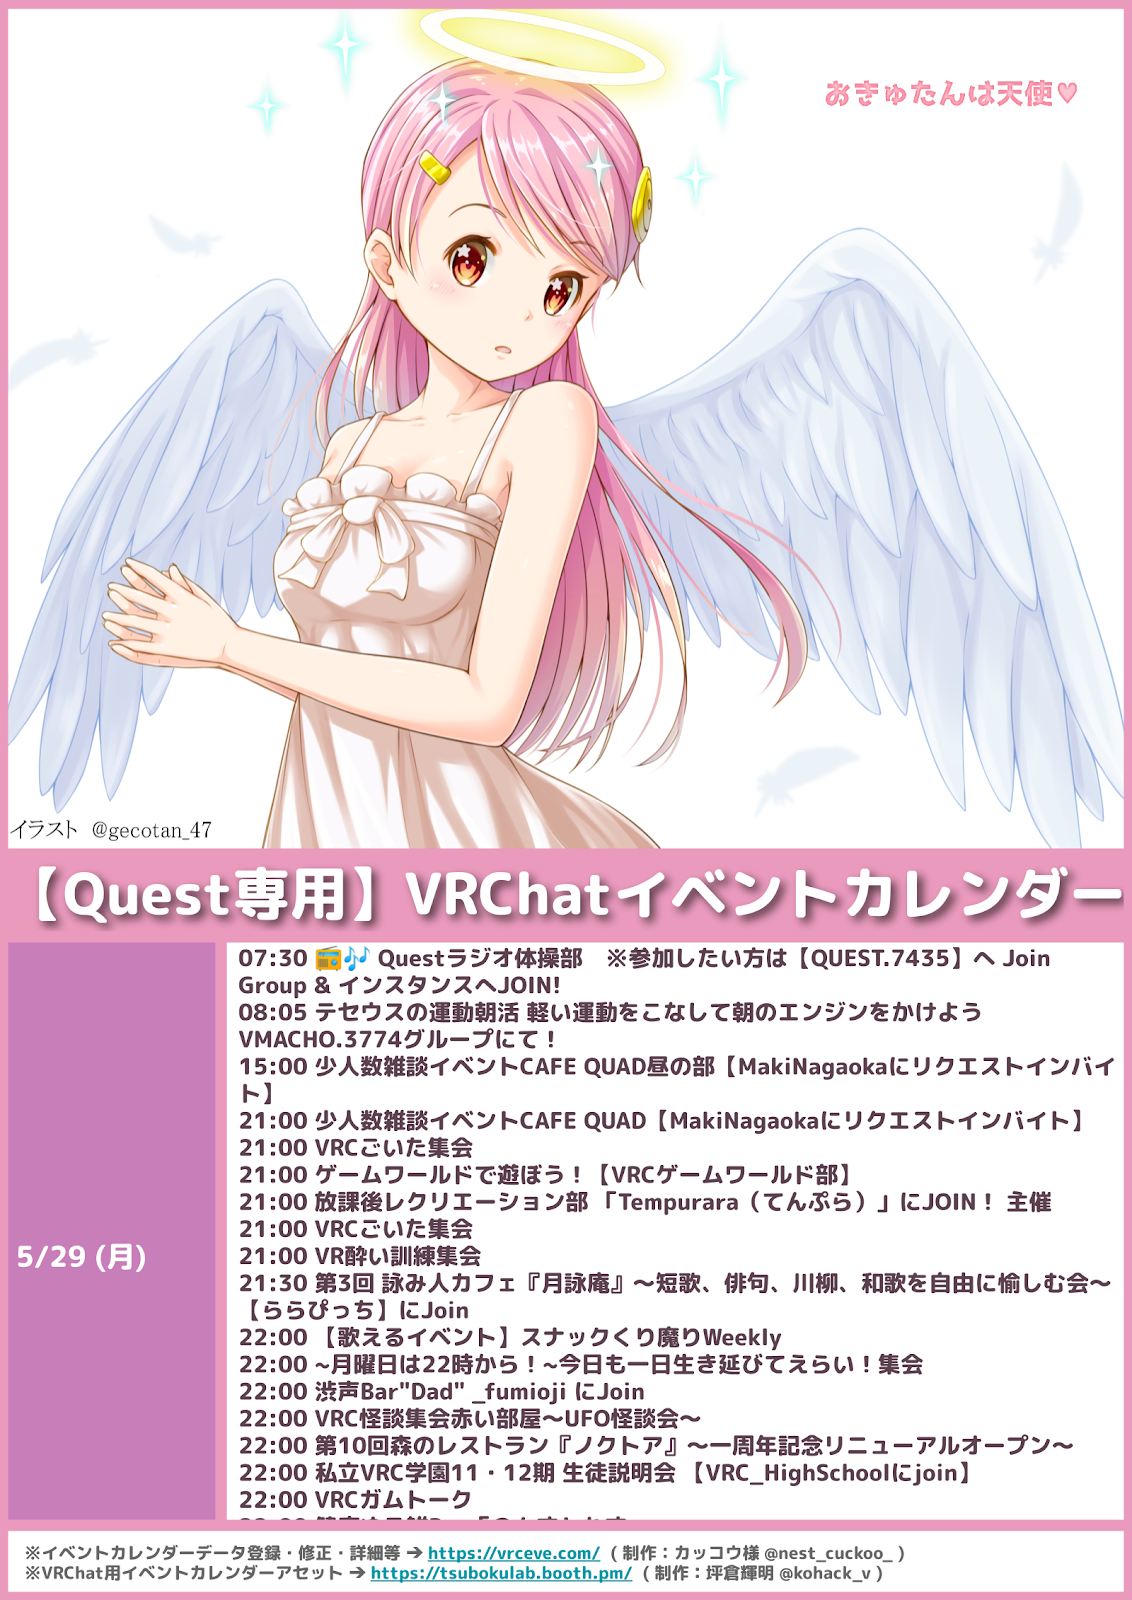 おきゅたんは天使♥
イラスト @gecotan_47
【Quest専用】VRChatイベントカレンダー
5/29 (月)
07:30 📻🎶 Questラジオ体操部　※参加したい方は【QUEST.7435】へ Join
Group & インスタンスへJOIN!
08:05 テセウスの運動朝活 軽い運動をこなして朝のエンジンをかけよう
VMACHO.3774グループにて！
15:00 少人数雑談イベントCAFE QUAD昼の部【MakiNagaokaにリクエストインバイ
ト】
21:00 少人数雑談イベントCAFE QUAD【MakiNagaokaにリクエストインバイト】
21:00 VRCごいた集会
21:00 ゲームワールドで遊ぼう！【VRCゲームワールド部】
21:00 放課後レクリエーション部 「Tempurara（てんぷら）」にJOIN！ 主催
21:00 VRCごいた集会
21:00 VR酔い訓練集会
21:30 第3回 詠み人カフェ『月詠庵』～短歌、俳句、川柳、和歌を自由に愉しむ会～
【ららぴっち】にJoin
22:00 【歌えるイベント】スナックくり魔りWeekly
22:00 ~月曜日は22時から！~今日も一日生き延びてえらい！集会
22:00 渋声Bar"Dad" _fumioji にJoin
22:00 VRC怪談集会赤い部屋～UFO怪談会～
22:00 第10回森のレストラン『ノクトア』～一周年記念リニューアルオープン～
22:00 私立VRC学園11・12期 生徒説明会 【VRC_HighSchoolにjoin】
22:00 VRCガムトーク
※イベントカレンダーデータ登録・修正・詳細等 ➔ https://vrceve.com/ ( 制作：カッコウ様 @nest_cuckoo_ )
※VRChat用イベントカレンダーアセット ➔ https://tsubokulab.booth.pm/ ( 制作：坪倉輝明 @kohack_v )